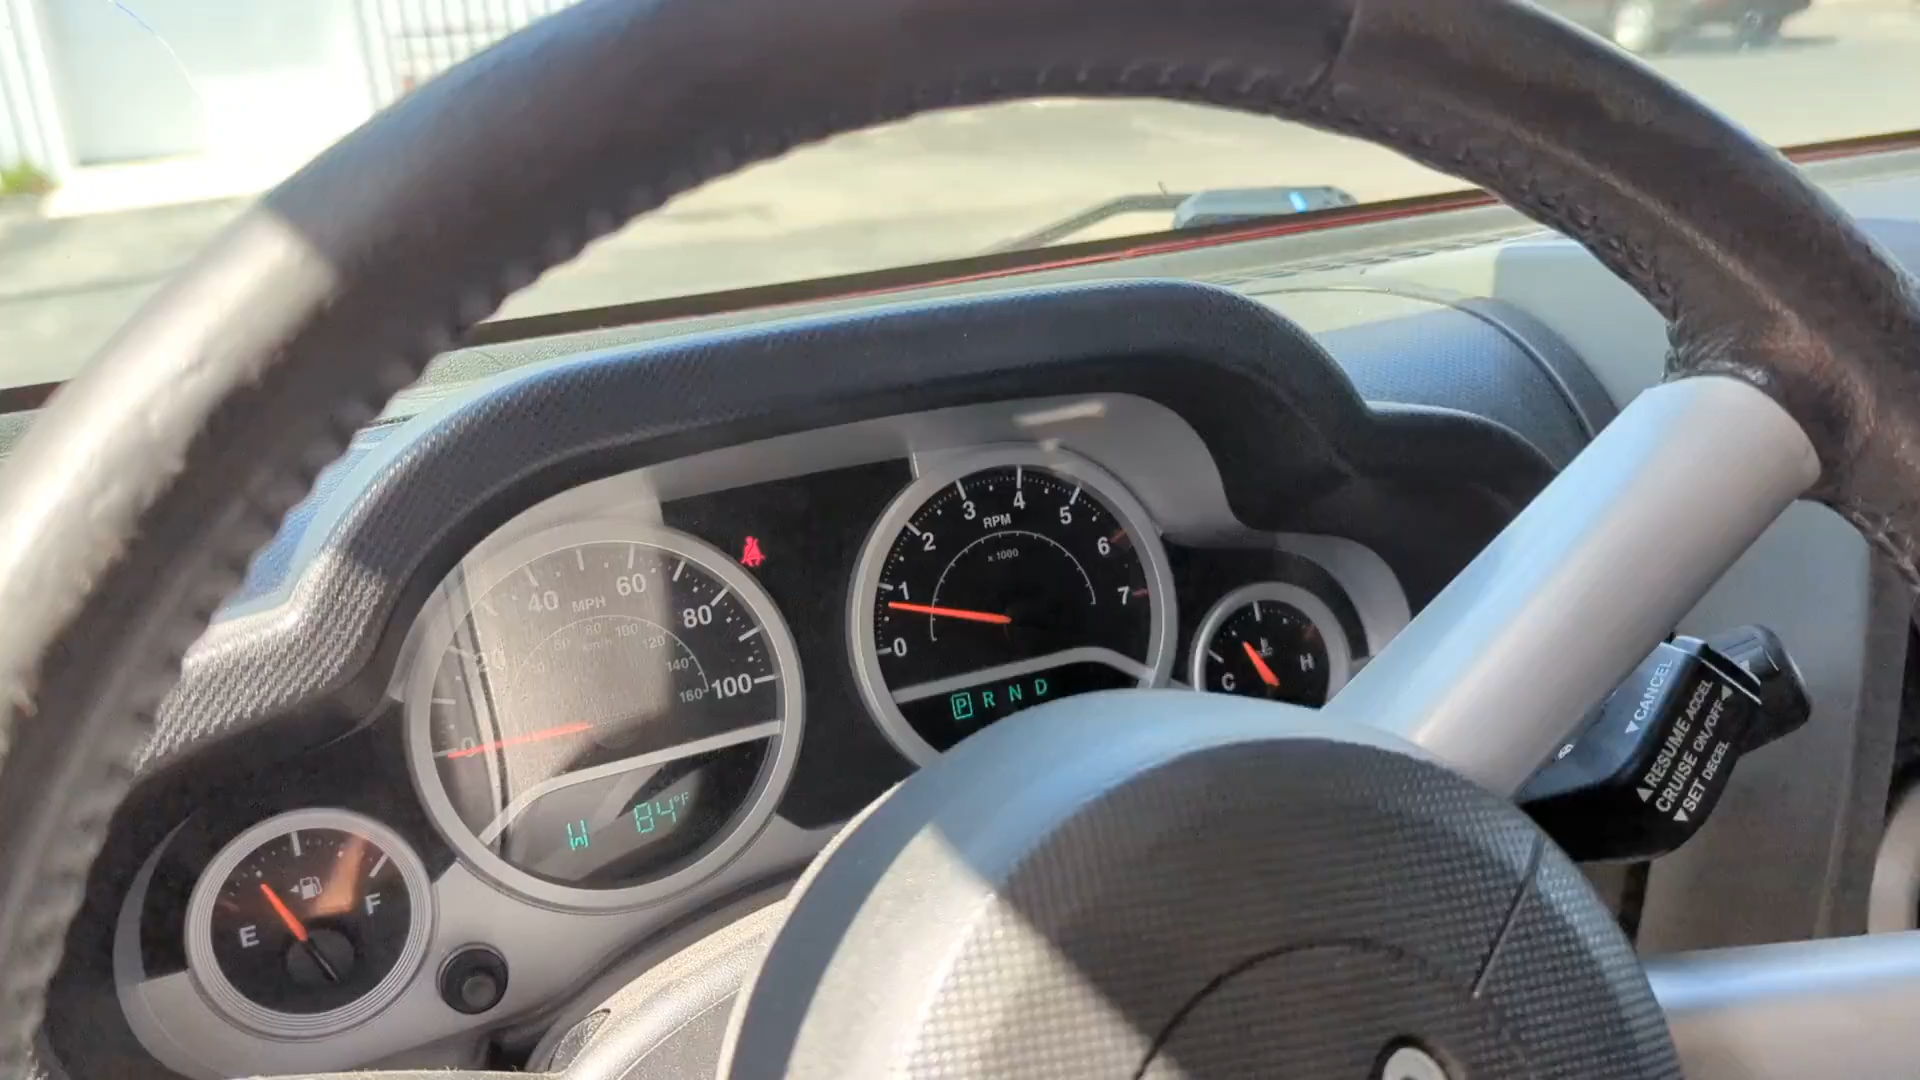 3 4 5
2 RPM 6
x 1000
1 7
0
40 60 80
MPH
20 100
60 80 100 120
km/h 140
160
0
P R N D
C H
W 84°F
E F
▼CANCEL
▲RESUME ACCEL
CRUISE ON/OFF◄
▼SET DECEL